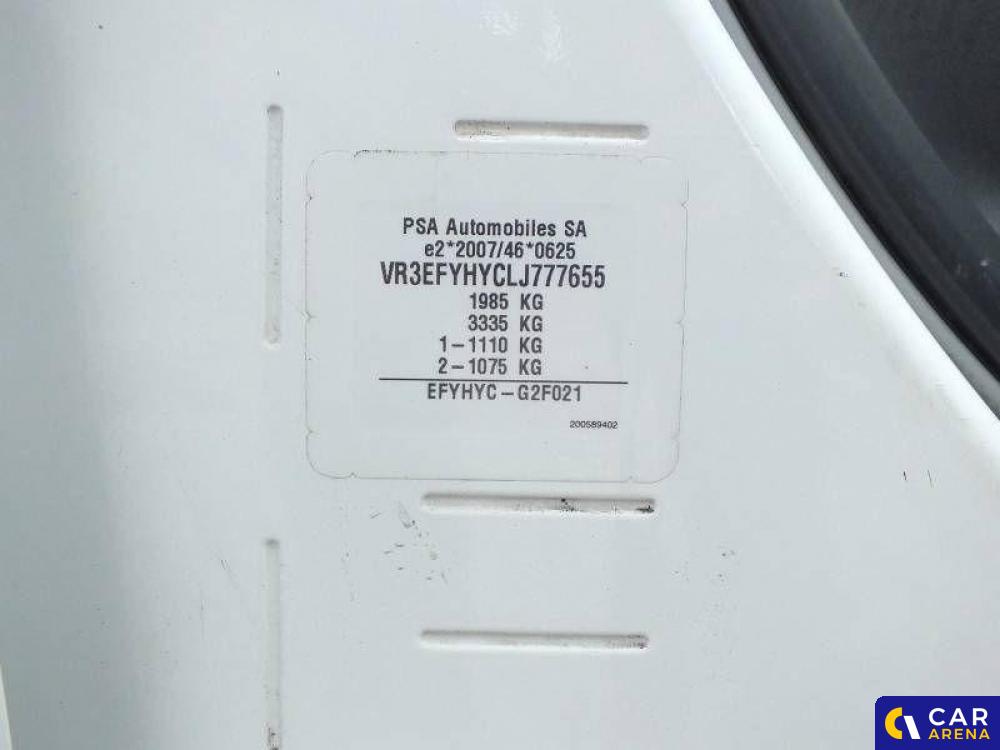 PSA Automobiles SA
e2*2007/46*0625
VR3EFYHYCLJ777655
1985 KG
3335 KG
1-1110 KG
2-1075 KG
EFYHYC-G2F021
200589402
CAR
ARENA